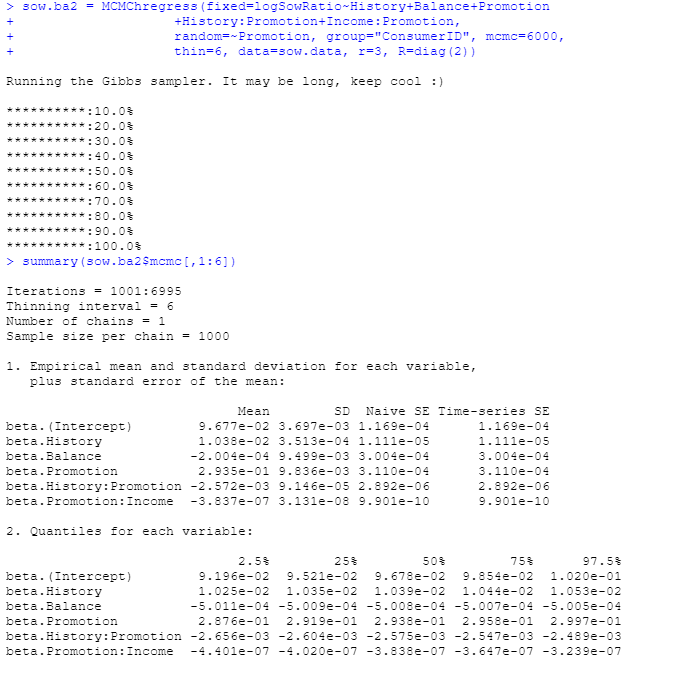 > sow.ba2 = MCMChregress(fixed=logSowRatio~History+Balance+Promotion
+                     +History:Promotion+Income:Promotion,
+                     random=~Promotion, group="ConsumerID", mcmc=6000,
+                     thin=6, data=sow.data, r=3, R=diag(2))
Running the Gibbs sampler. It may be long, keep cool :)
**********:10.0%
**********:20.0%
**********:30.0%
**********:40.0%
**********:50.0%
**********:60.0%
**********:70.0%
**********:80.0%
**********:90.0%
**********:100.0%
> summary(sow.ba2$mcmc[,1:6])
Iterations = 1001:6995
Thinning interval = 6
Number of chains = 1
Sample size per chain = 1000
1. Empirical mean and standard deviation for each variable,
   plus standard error of the mean:
                             Mean        SD  Naive SE Time-series SE
beta.(Intercept)        9.677e-02 3.697e-03 1.169e-04      1.169e-04
beta.History            1.038e-02 3.513e-04 1.111e-05      1.111e-05
beta.Balance           -2.004e-04 9.499e-03 3.004e-04      3.004e-04
beta.Promotion          2.935e-01 9.836e-03 3.110e-04      3.110e-04
beta.History:Promotion -2.572e-03 9.146e-05 2.892e-06      2.892e-06
beta.Promotion:Income  -3.837e-07 3.131e-08 9.901e-10      9.901e-10
2. Quantiles for each variable:
                             2.5%        25%        50%        75%      97.5%
beta.(Intercept)        9.196e-02  9.521e-02  9.678e-02  9.854e-02  1.020e-01
beta.History            1.025e-02  1.035e-02  1.039e-02  1.044e-02  1.053e-02
beta.Balance           -5.011e-04 -5.009e-04 -5.008e-04 -5.007e-04 -5.005e-04
beta.Promotion          2.876e-01  2.919e-01  2.938e-01  2.958e-01  2.997e-01
beta.History:Promotion -2.656e-03 -2.604e-03 -2.575e-03 -2.547e-03 -2.489e-03
beta.Promotion:Income  -4.401e-07 -4.020e-07 -3.838e-07 -3.647e-07 -3.239e-07